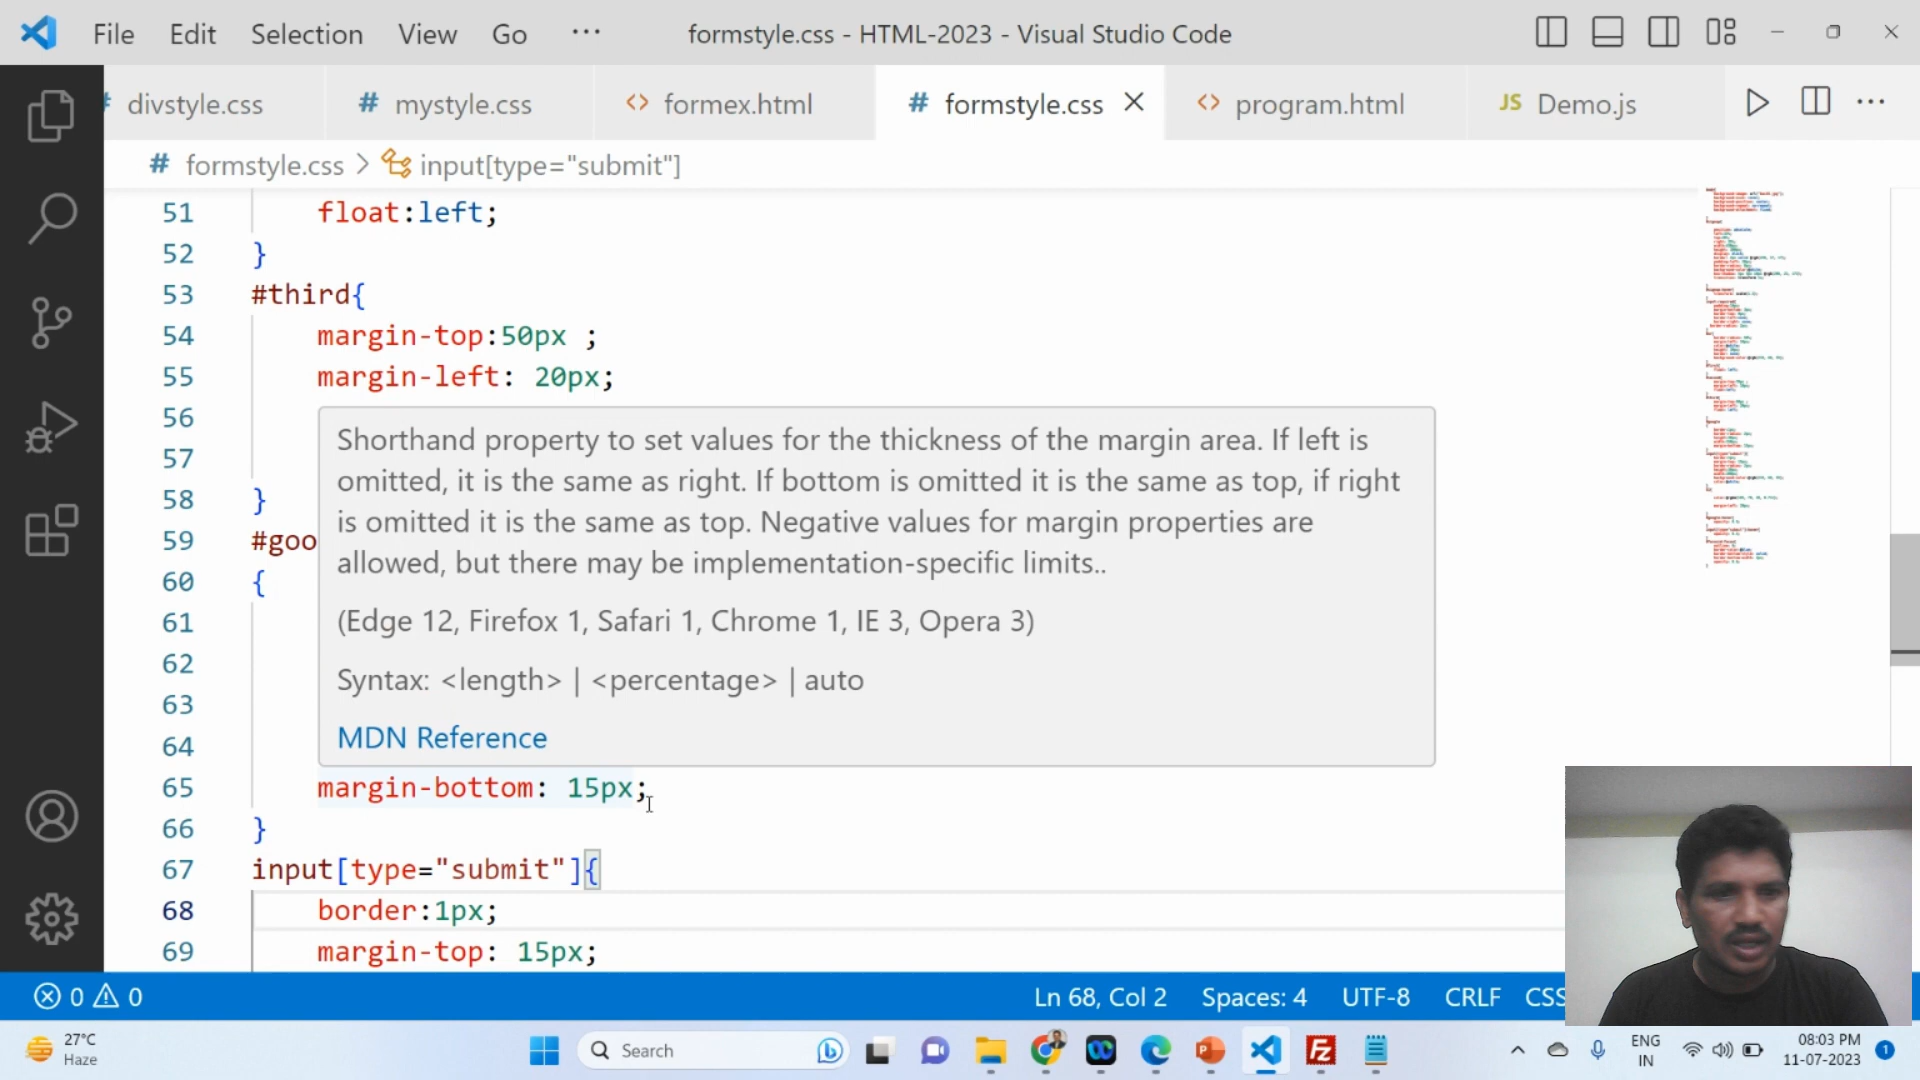 File Edit Selection View Go ... formstyle.css - HTML-2023 - Visual Studio Code
# divstyle.css # mystyle.css <> formex.html # formstyle.css <> program.html JS Demo.js
# formstyle.css > input[type="submit"]
51 float:left;
52 }
53 #third{
54 margin-top:50px ;
55 margin-left: 20px;
56
Shorthand property to set values for the thickness of the margin area. If left is
57 omitted, it is the same as right. If bottom is omitted it is the same as top, if right
58 } is omitted it is the same as top. Negative values for margin properties are
59 #goo allowed, but there may be implementation-specific limits..
60 {
61 (Edge 12, Firefox 1, Safari 1, Chrome 1, IE 3, Opera 3)
62
63 Syntax: <length> | <percentage> | auto
64 MDN Reference
65 margin-bottom: 15px;
66 }
67 input[type="submit"]{
68 border:1px;
69 margin-top: 15px;
0 0 Ln 68, Col 2 Spaces: 4 UTF-8 CRLF CSS
27°C
Haze
Search
ENG
IN
08:03 PM
11-07-2023
1